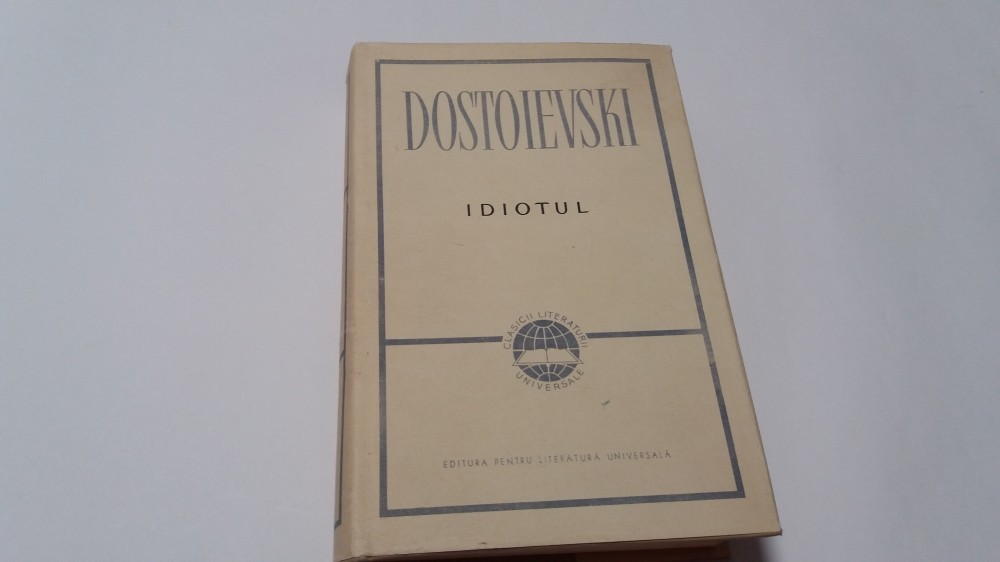 DOSTOIEVSKI
IDIOTUL
CLASICII LITERATURII
UNIVERSALE
EDITURA PENTRU LITERATURĂ UNIVERSALĂ